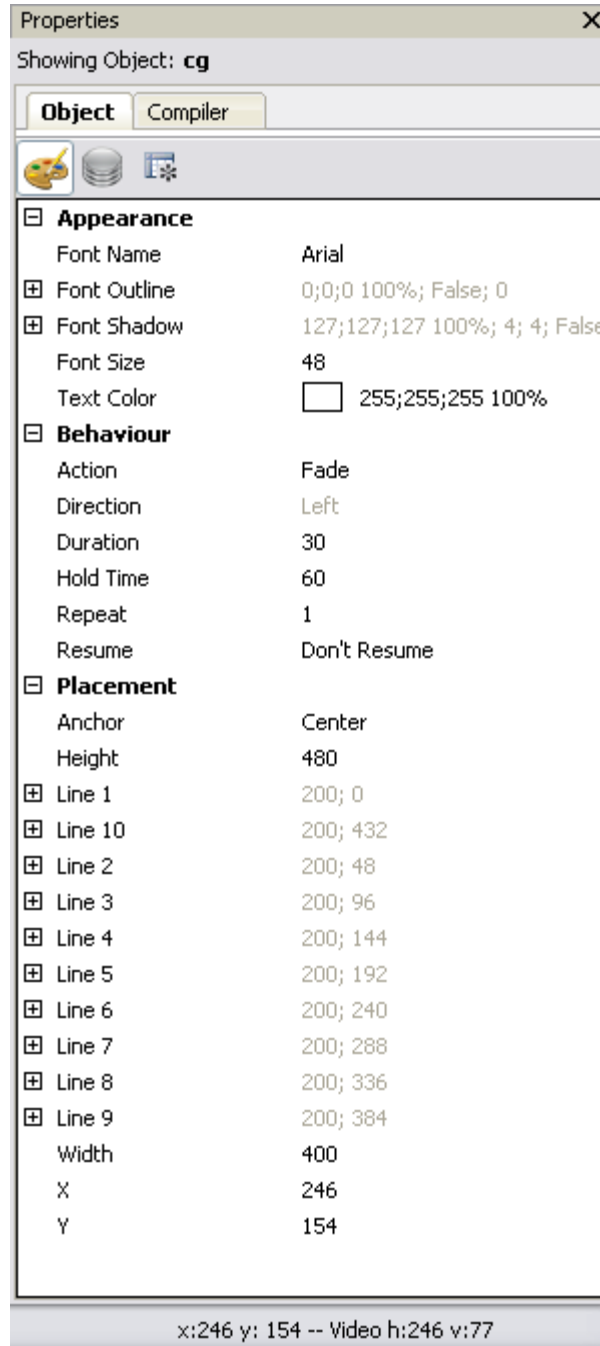 Properties
Showing Object: cg
Object Compiler
Appearance
Font Name Arial
Font Outline 0;0;0 100%; False; 0
Font Shadow 127;127;127 100%; 4; 4; False
Font Size 48
Text Color 255;255;255 100%
Behaviour
Action Fade
Direction Left
Duration 30
Hold Time 60
Repeat 1
Resume Don't Resume
Placement
Anchor Center
Height 480
Line 1 200; 0
Line 10 200; 432
Line 2 200; 48
Line 3 200; 96
Line 4 200; 144
Line 5 200; 192
Line 6 200; 240
Line 7 200; 288
Line 8 200; 336
Line 9 200; 384
Width 400
X 246
Y 154
x:246 y: 154 -- Video h:246 v:77